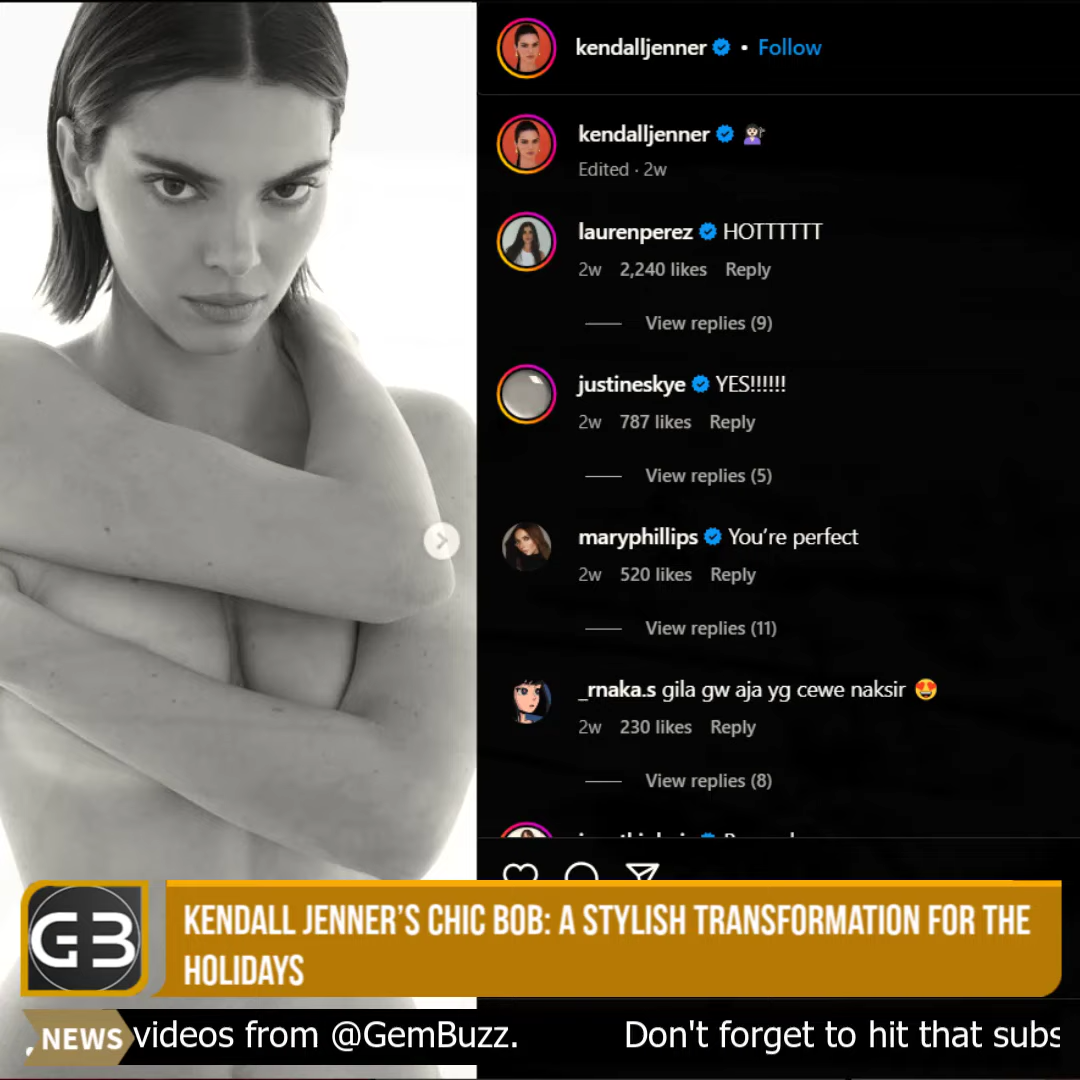 kendalljenner • Follow
kendalljenner
Edited · 2w
laurenperez HOTTTTTT
2w 2,240 likes Reply
View replies (9)
justineskye YES!!!!!!
2w 787 likes Reply
View replies (5)
maryphillips You're perfect
2w 520 likes Reply
View replies (11)
_rnaka.s gila gw aja yg cewe naksir 😍
2w 230 likes Reply
View replies (8)
GB
KENDALL JENNER'S CHIC BOB: A STYLISH TRANSFORMATION FOR THE
HOLIDAYS
NEWS videos from @GemBuzz. Don't forget to hit that subs